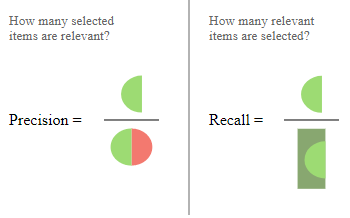 How many selected
items are relevant?
Precision =
How many relevant
items are selected?
Recall =